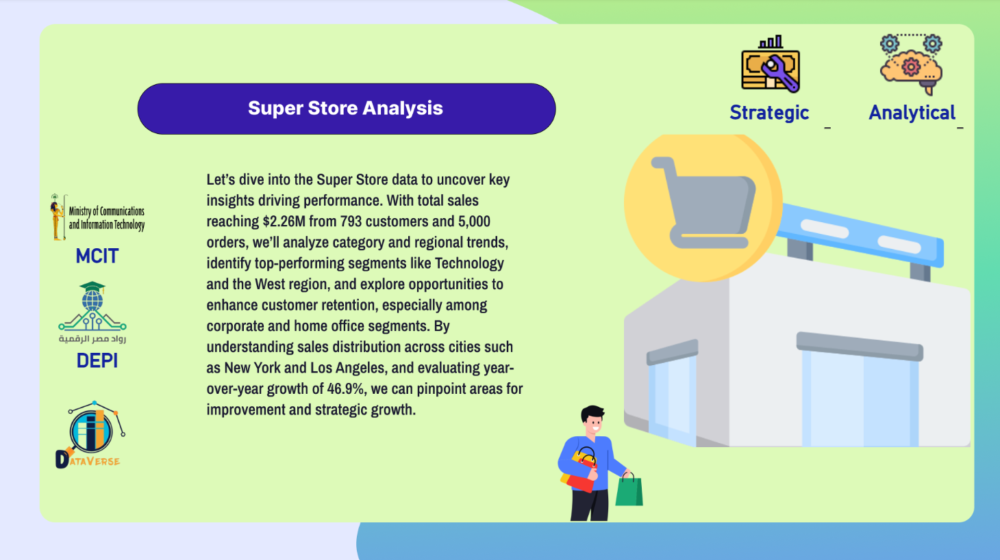 Strategic
Analytical
Super Store Analysis
Let’s dive into the Super Store data to uncover key
insights driving performance. With total sales
reaching $2.26M from 793 customers and 5,000
orders, we’ll analyze category and regional trends,
identify top-performing segments like Technology
and the West region, and explore opportunities to
enhance customer retention, especially among
corporate and home office segments. By
understanding sales distribution across cities such
as New York and Los Angeles, and evaluating year-
over-year growth of 46.9%, we can pinpoint areas for
improvement and strategic growth.
Ministry of Communications
and Information Technology
MCIT
رواد مصر الرقمية
DEPI
DATAVERSE